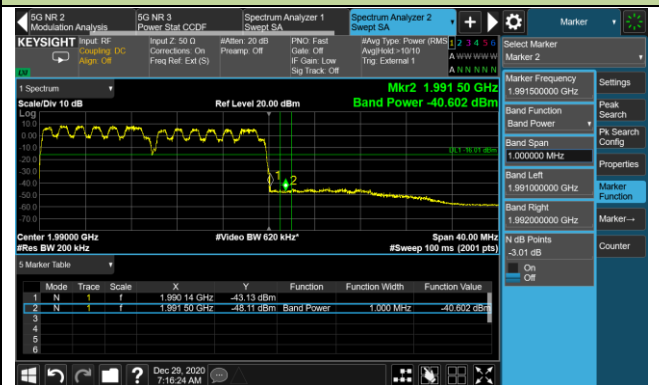 5G NR 2
Modulation Analysis
5G NR 3
Power Stat CCDF
Spectrum Analyzer 1
Swept SA
Spectrum Analyzer 2
Swept SA
Marker
KEYSIGHT
Input: RF
Coupling: DC
Align: Off
Input Z: 50 Ω
Corrections: On
Freq Ref: Ext (S)
#Atten: 20 dB
Preamp: Off
PNO: Fast
Gate: Off
IF Gain: Low
Sig Track: Off
#Avg Type: Power (RMS)
Avg|Hold:>10/10
Trig: External 1
1 2 3 4 5 6
A W W W W W
A N N N N N
LW
Select Marker
Marker 2
1 Spectrum
Scale/Div 10 dB
Log
Ref Level 20.00 dBm
Mkr2 1.991 50 GHz
Band Power -40.602 dBm
10.0
0.00
-10.0
-20.0
-30.0
-40.0
-50.0
-60.0
-70.0
DL1 -16.01 dBm
1
2
Center 1.99000 GHz
#Res BW 200 kHz
#Video BW 620 kHz*
Span 40.00 MHz
#Sweep 100 ms (2001 pts)
5 Marker Table
Mode Trace Scale X Y Function Function Width Function Value
1 N 1 f 1.990 14 GHz -43.13 dBm
2 N 1 f 1.991 50 GHz -48.11 dBm Band Power 1.000 MHz -40.602 dBm
3
4
5
6
Marker Frequency
1.991500000 GHz
Band Function
Band Power
Band Span
1.000000 MHz
Band Left
1.991000000 GHz
Band Right
1.992000000 GHz
N dB Points
-3.01 dB
On
Off
Settings
Peak
Search
Pk Search
Config
Properties
Marker
Function
Marker→
Counter
?
Dec 29, 2020
7:16:24 AM